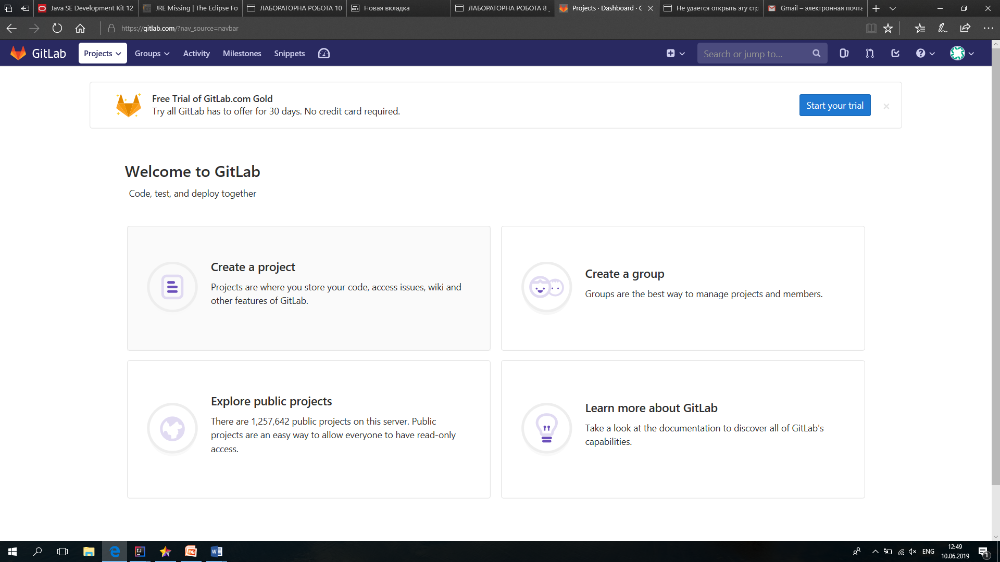 Java SE Development Kit 12
JRE Missing | The Eclipse Fo
ЛАБОРАТОРНА РОБОТА 10
Новая вкладка
ЛАБОРАТОРНА РОБОТА 8
Projects · Dashboard · G
Не удается открыть эту стр
Gmail – электронная почта
https://gitlab.com/?nav_source=navbar
GitLab
Projects
Groups
Activity
Milestones
Snippets
Search or jump to...
Free Trial of GitLab.com Gold
Try all GitLab has to offer for 30 days. No credit card required.
Start your trial
Welcome to GitLab
Code, test, and deploy together
Create a project
Projects are where you store your code, access issues, wiki and
other features of GitLab.
Create a group
Groups are the best way to manage projects and members.
Explore public projects
There are 1,257,642 public projects on this server. Public
projects are an easy way to allow everyone to have read-only
access.
Learn more about GitLab
Take a look at the documentation to discover all of GitLab's
capabilities.
ENG
12:49
10.06.2019
1